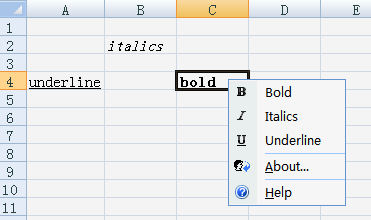 A B C D E
1
2 italics
3
4 underline bold
5 B Bold
6 I Italics
7
8 U Underline
9 About...
10 Help
11